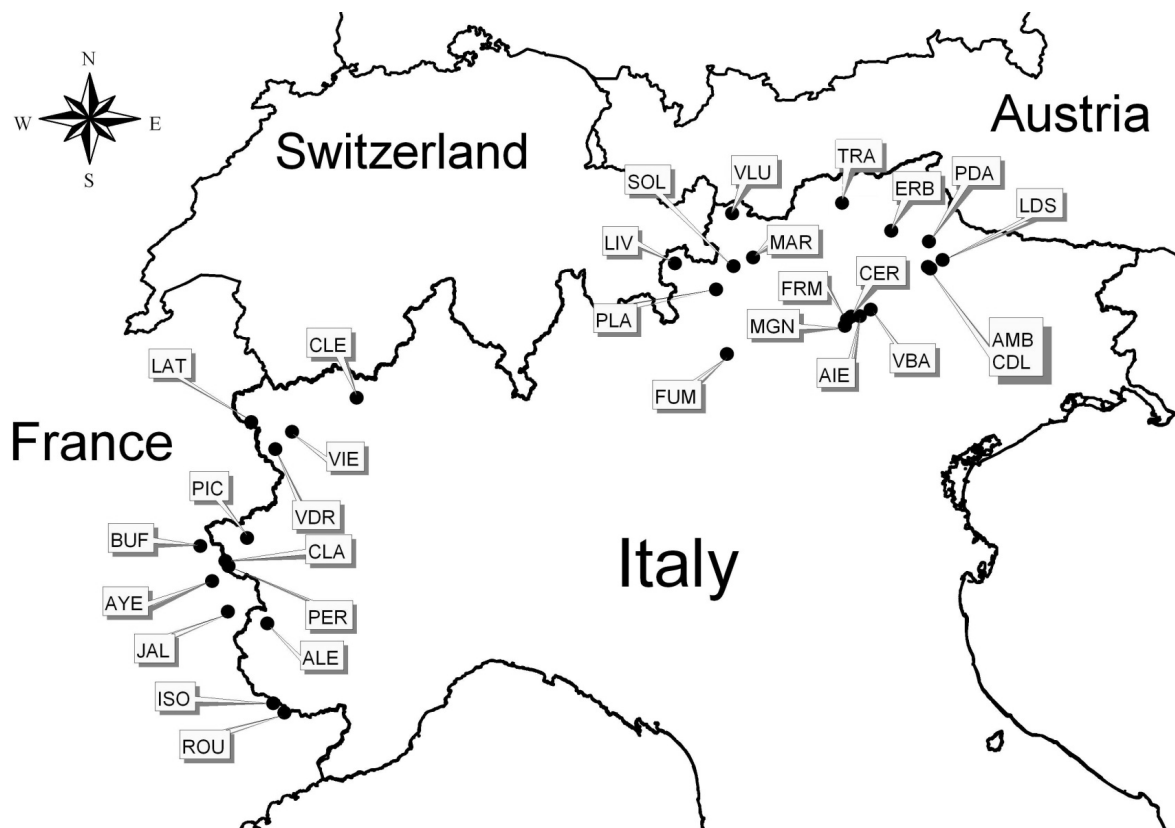 N
W
E
S
Switzerland
Austria
France
Italy
SOL
VLU
TRA
ERB
PDA
LDS
LIV
MAR
FRM
CER
PLA
MGN
AIE
VBA
AMB
CDL
FUM
CLE
LAT
VIE
PIC
VDR
BUF
CLA
AYE
PER
JAL
ALE
ISO
ROU